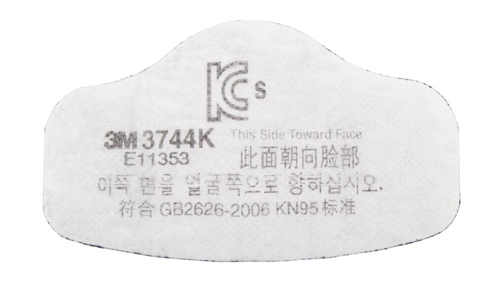 KCs
3M 3744K
This Side Toward Face
E11353
此面朝向脸部
이쪽 면을 얼굴쪽으로 향하십시오.
符合 GB2626-2006 KN95 标准